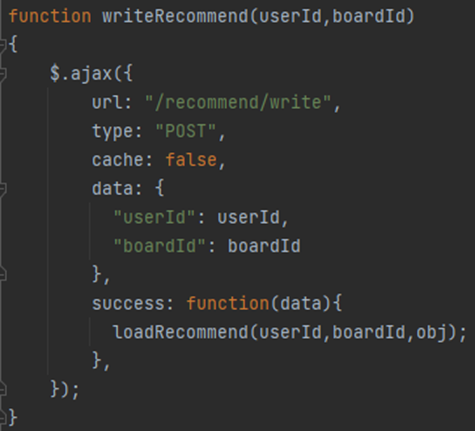 function writeRecommend(userId,boardId)
{
    $.ajax({
        url: "/recommend/write",
        type: "POST",
        cache: false,
        data: {
          "userId": userId,
          "boardId": boardId
        },
        success: function(data){
          loadRecommend(userId,boardId,obj);
        },
    });
}